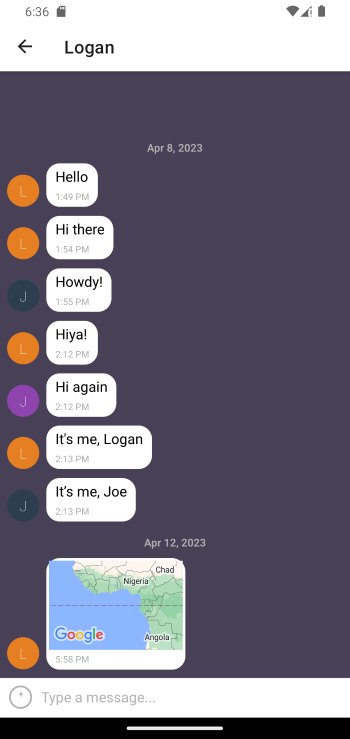 6:36
Logan
Apr 8, 2023
L
Hello
1:49 PM
L
Hi there
1:54 PM
J
Howdy!
1:55 PM
L
Hiya!
2:12 PM
J
Hi again
2:12 PM
L
It's me, Logan
2:13 PM
J
It’s me, Joe
2:13 PM
Apr 12, 2023
L
Chad
Nigeria
Angola
Google
5:58 PM
Type a message...